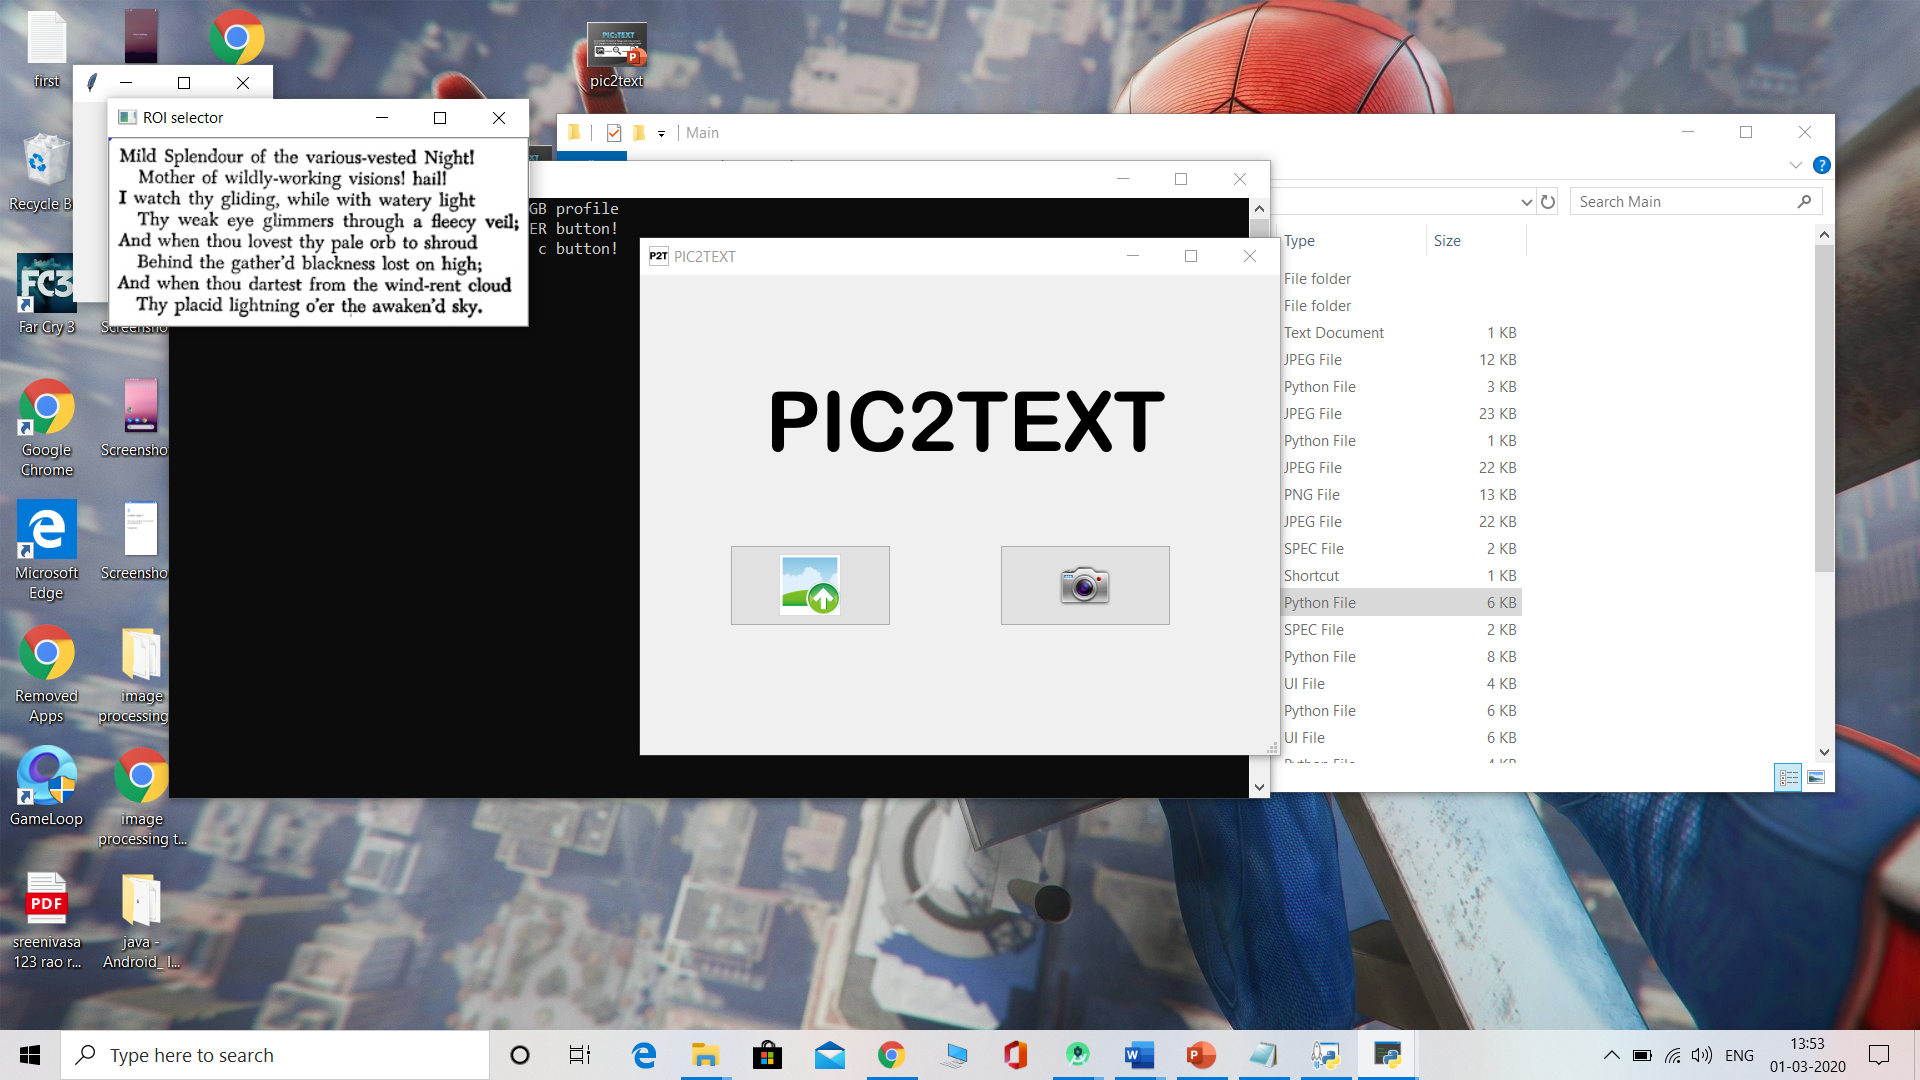 first
pic2text
ROI selector
Mild Splendour of the various-vested Night!
Mother of wildly-working visions! hail!
I watch thy gliding, while with watery light
Thy weak eye glimmers through a fleecy veil;
And when thou lovest thy pale orb to shroud
Behind the gather'd blackness lost on high;
And when thou dartest from the wind-rent cloud
Thy placid lightning o'er the awaken'd sky.
Main
Search Main
GB profile
ER button!
c button!
P2T PIC2TEXT
PIC2TEXT
Type Size
File folder
File folder
Text Document 1 KB
JPEG File 12 KB
Python File 3 KB
JPEG File 23 KB
Python File 1 KB
JPEG File 22 KB
PNG File 13 KB
JPEG File 22 KB
SPEC File 2 KB
Shortcut 1 KB
Python File 6 KB
SPEC File 2 KB
Python File 8 KB
UI File 4 KB
Python File 6 KB
UI File 6 KB
Python File 4 KB
Recycle B
FC3
Far Cry 3
Screensho
Google
Chrome
Screensho
Microsoft
Edge
Screensho
Removed
Apps
image
processing
GameLoop
image
processing t...
PDF
sreenivasa
123 rao r...
java -
Android_ I...
Type here to search
ENG
13:53
01-03-2020